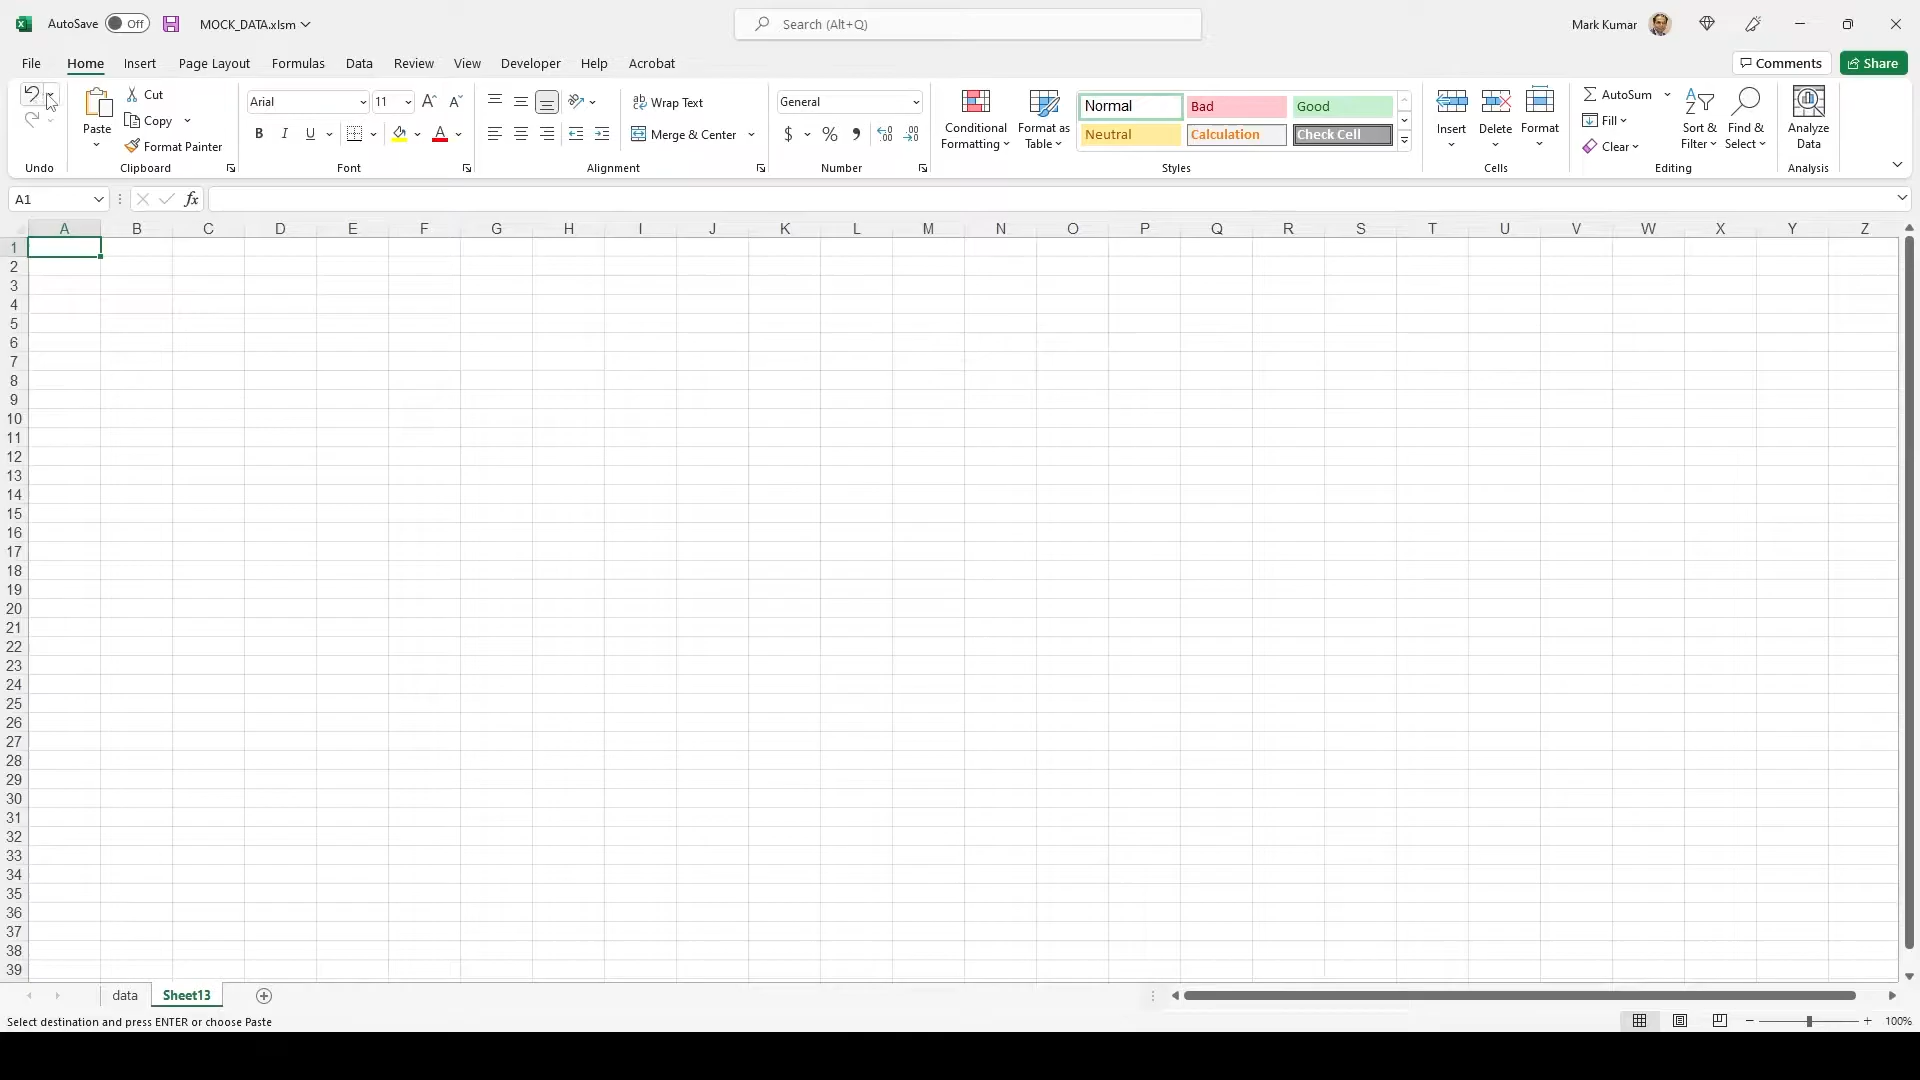 AutoSave Off MOCK_DATA.xlsm Search (Alt+Q) Mark Kumar
File Home Insert Page Layout Formulas Data Review View Developer Help Acrobat Comments Share
Cut
Copy
Format Painter
Paste
Arial 11
B I U A
ab Wrap Text
Merge & Center
General
$ % 9
Conditional
Formatting
Format as
Table
Normal Bad Good
Neutral Calculation Check Cell
Insert Delete Format
AutoSum
Fill
Clear
Sort &
Filter
Find &
Select
Analyze
Data
Undo Clipboard Font Alignment Number Styles Cells Editing Analysis
A1 fx
A B C D E F G H I J K L M N O P Q R S T U V W X Y Z
1
2
3
4
5
6
7
8
9
10
11
12
13
14
15
16
17
18
19
20
21
22
23
24
25
26
27
28
29
30
31
32
33
34
35
36
37
38
39
data Sheet13
Select destination and press ENTER or choose Paste 100%